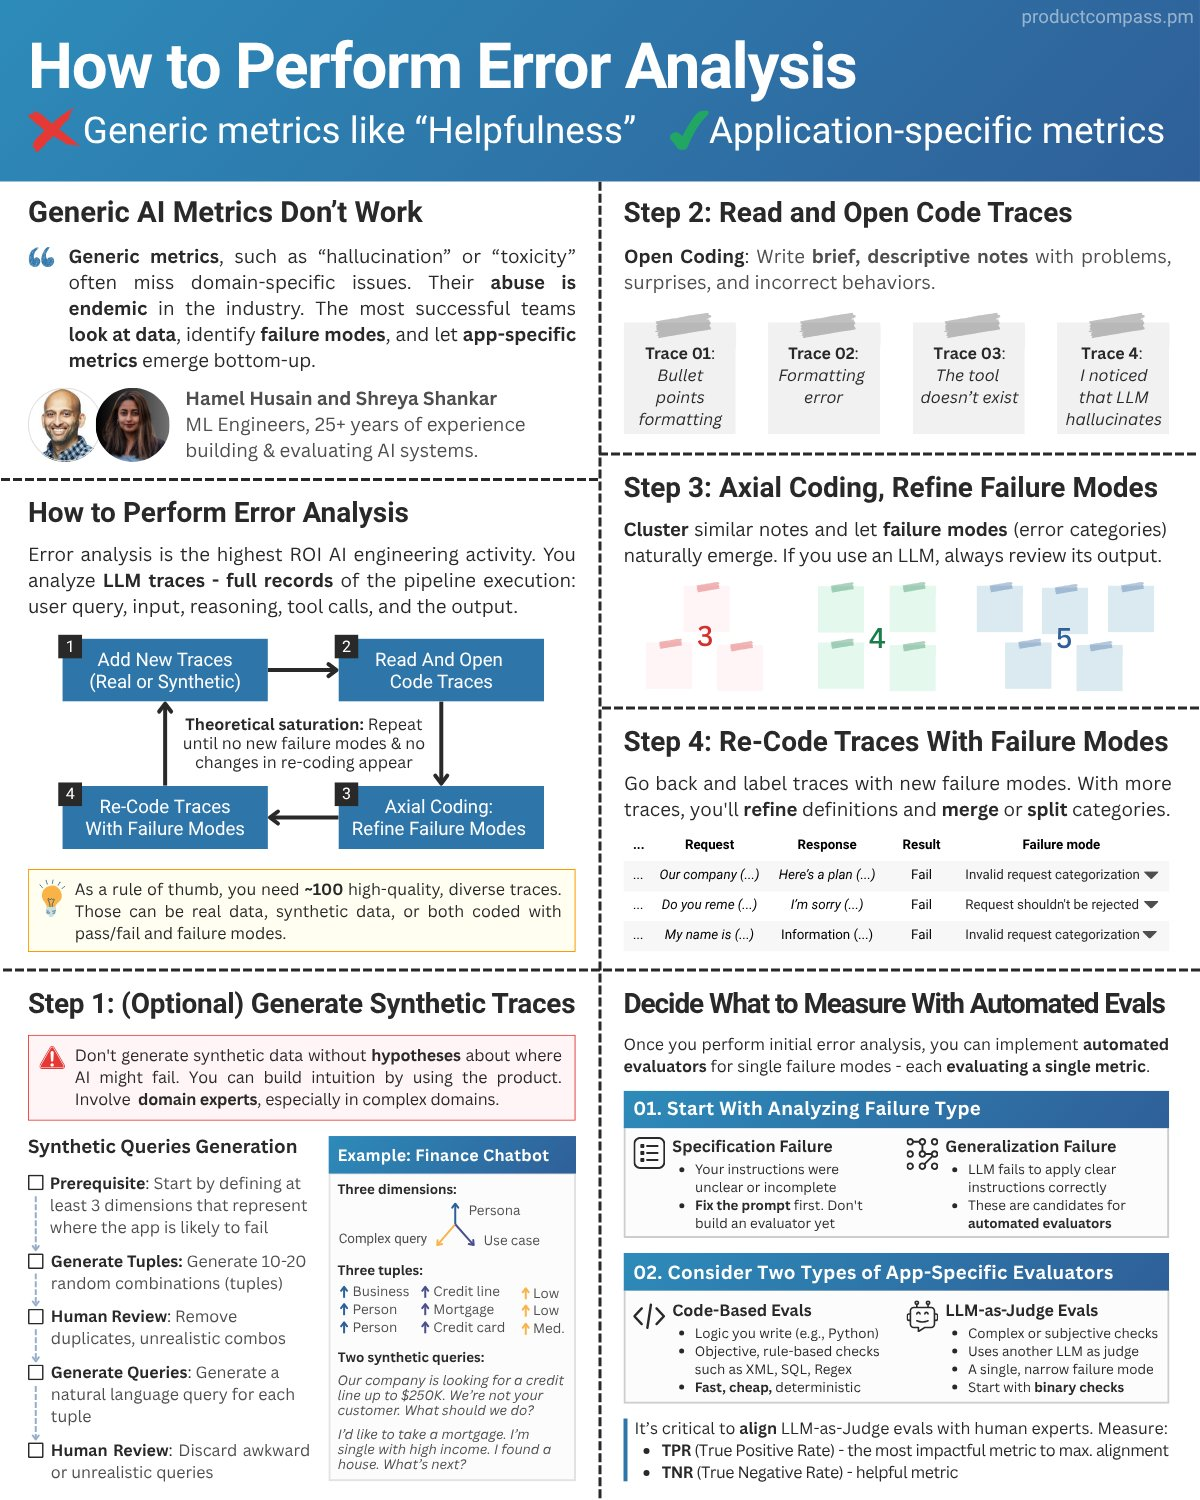 productcompass.pm
How to Perform Error Analysis
Generic metrics like “Helpfulness”
Application-specific metrics
Generic AI Metrics Don’t Work
Generic metrics, such as “hallucination” or “toxicity”
often miss domain-specific issues. Their abuse is
endemic in the industry. The most successful teams
look at data, identify failure modes, and let app-specific
metrics emerge bottom-up.
Hamel Husain and Shreya Shankar
ML Engineers, 25+ years of experience
building & evaluating AI systems.
How to Perform Error Analysis
Error analysis is the highest ROI AI engineering activity. You
analyze LLM traces - full records of the pipeline execution:
user query, input, reasoning, tool calls, and the output.
1
Add New Traces
(Real or Synthetic)
2
Read And Open
Code Traces
Theoretical saturation: Repeat
until no new failure modes & no
changes in re-coding appear
4
Re-Code Traces
With Failure Modes
3
Axial Coding:
Refine Failure Modes
As a rule of thumb, you need ~100 high-quality, diverse traces.
Those can be real data, synthetic data, or both coded with
pass/fail and failure modes.
Step 1: (Optional) Generate Synthetic Traces
Don't generate synthetic data without hypotheses about where
AI might fail. You can build intuition by using the product.
Involve domain experts, especially in complex domains.
Synthetic Queries Generation
Prerequisite: Start by defining at
least 3 dimensions that represent
where the app is likely to fail
Generate Tuples: Generate 10-20
random combinations (tuples)
Human Review: Remove
duplicates, unrealistic combos
Generate Queries: Generate a
natural language query for each
tuple
Human Review: Discard awkward
or unrealistic queries
Example: Finance Chatbot
Three dimensions:
Persona
Complex query
Use case
Three tuples:
Business Credit line Low
Person Mortgage Low
Person Credit card Med.
Two synthetic queries:
Our company is looking for a credit
line up to $250K. We’re not your
customer. What should we do?
I’d like to take a mortgage. I’m
single with high income. I found a
house. What’s next?
Step 2: Read and Open Code Traces
Open Coding: Write brief, descriptive notes with problems,
surprises, and incorrect behaviors.
Trace 01:
Bullet
points
formatting
Trace 02:
Formatting
error
Trace 03:
The tool
doesn’t exist
Trace 4:
I noticed
that LLM
hallucinates
Step 3: Axial Coding, Refine Failure Modes
Cluster similar notes and let failure modes (error categories)
naturally emerge. If you use an LLM, always review its output.
3
4
5
Step 4: Re-Code Traces With Failure Modes
Go back and label traces with new failure modes. With more
traces, you'll refine definitions and merge or split categories.
... Request Response Result Failure mode
... Our company (...) Here’s a plan (...) Fail Invalid request categorization
... Do you reme (...) I’m sorry (...) Fail Request shouldn't be rejected
... My name is (...) Information (...) Fail Invalid request categorization
Decide What to Measure With Automated Evals
Once you perform initial error analysis, you can implement automated
evaluators for single failure modes - each evaluating a single metric.
01. Start With Analyzing Failure Type
Specification Failure
• Your instructions were
unclear or incomplete
• Fix the prompt first. Don't
build an evaluator yet
Generalization Failure
• LLM fails to apply clear
instructions correctly
• These are candidates for
automated evaluators
02. Consider Two Types of App-Specific Evaluators
Code-Based Evals
• Logic you write (e.g., Python)
• Objective, rule-based checks
such as XML, SQL, Regex
• Fast, cheap, deterministic
LLM-as-Judge Evals
• Complex or subjective checks
• Uses another LLM as judge
• A single, narrow failure mode
• Start with binary checks
It’s critical to align LLM-as-Judge evals with human experts. Measure:
• TPR (True Positive Rate) - the most impactful metric to max. alignment
• TNR (True Negative Rate) - helpful metric